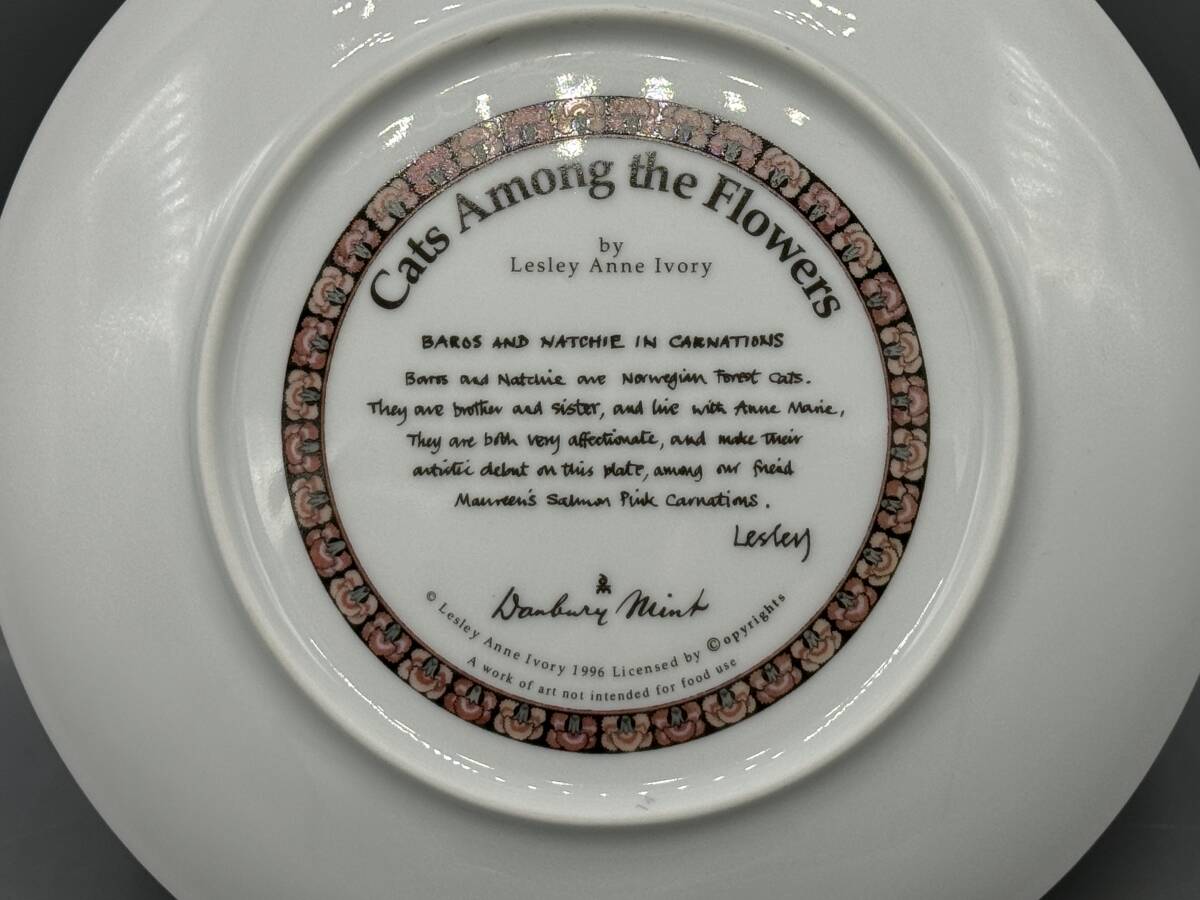 Cats Among the Flowers
by
Lesley Anne Ivory
BAROS AND NATCHIE IN CARNATIONS
Baros and Natchie are Norwegian Forest Cats.
They are brother and sister, and live with Anne Marie,
They are both very affectionate, and make their
artistic debut on this plate, among our friend
Maureen's Salmon Pink Carnations.
Lesley
Danbury Mint
© Lesley Anne Ivory 1996 Licensed by ©opyrights
A work of art not intended for food use
14